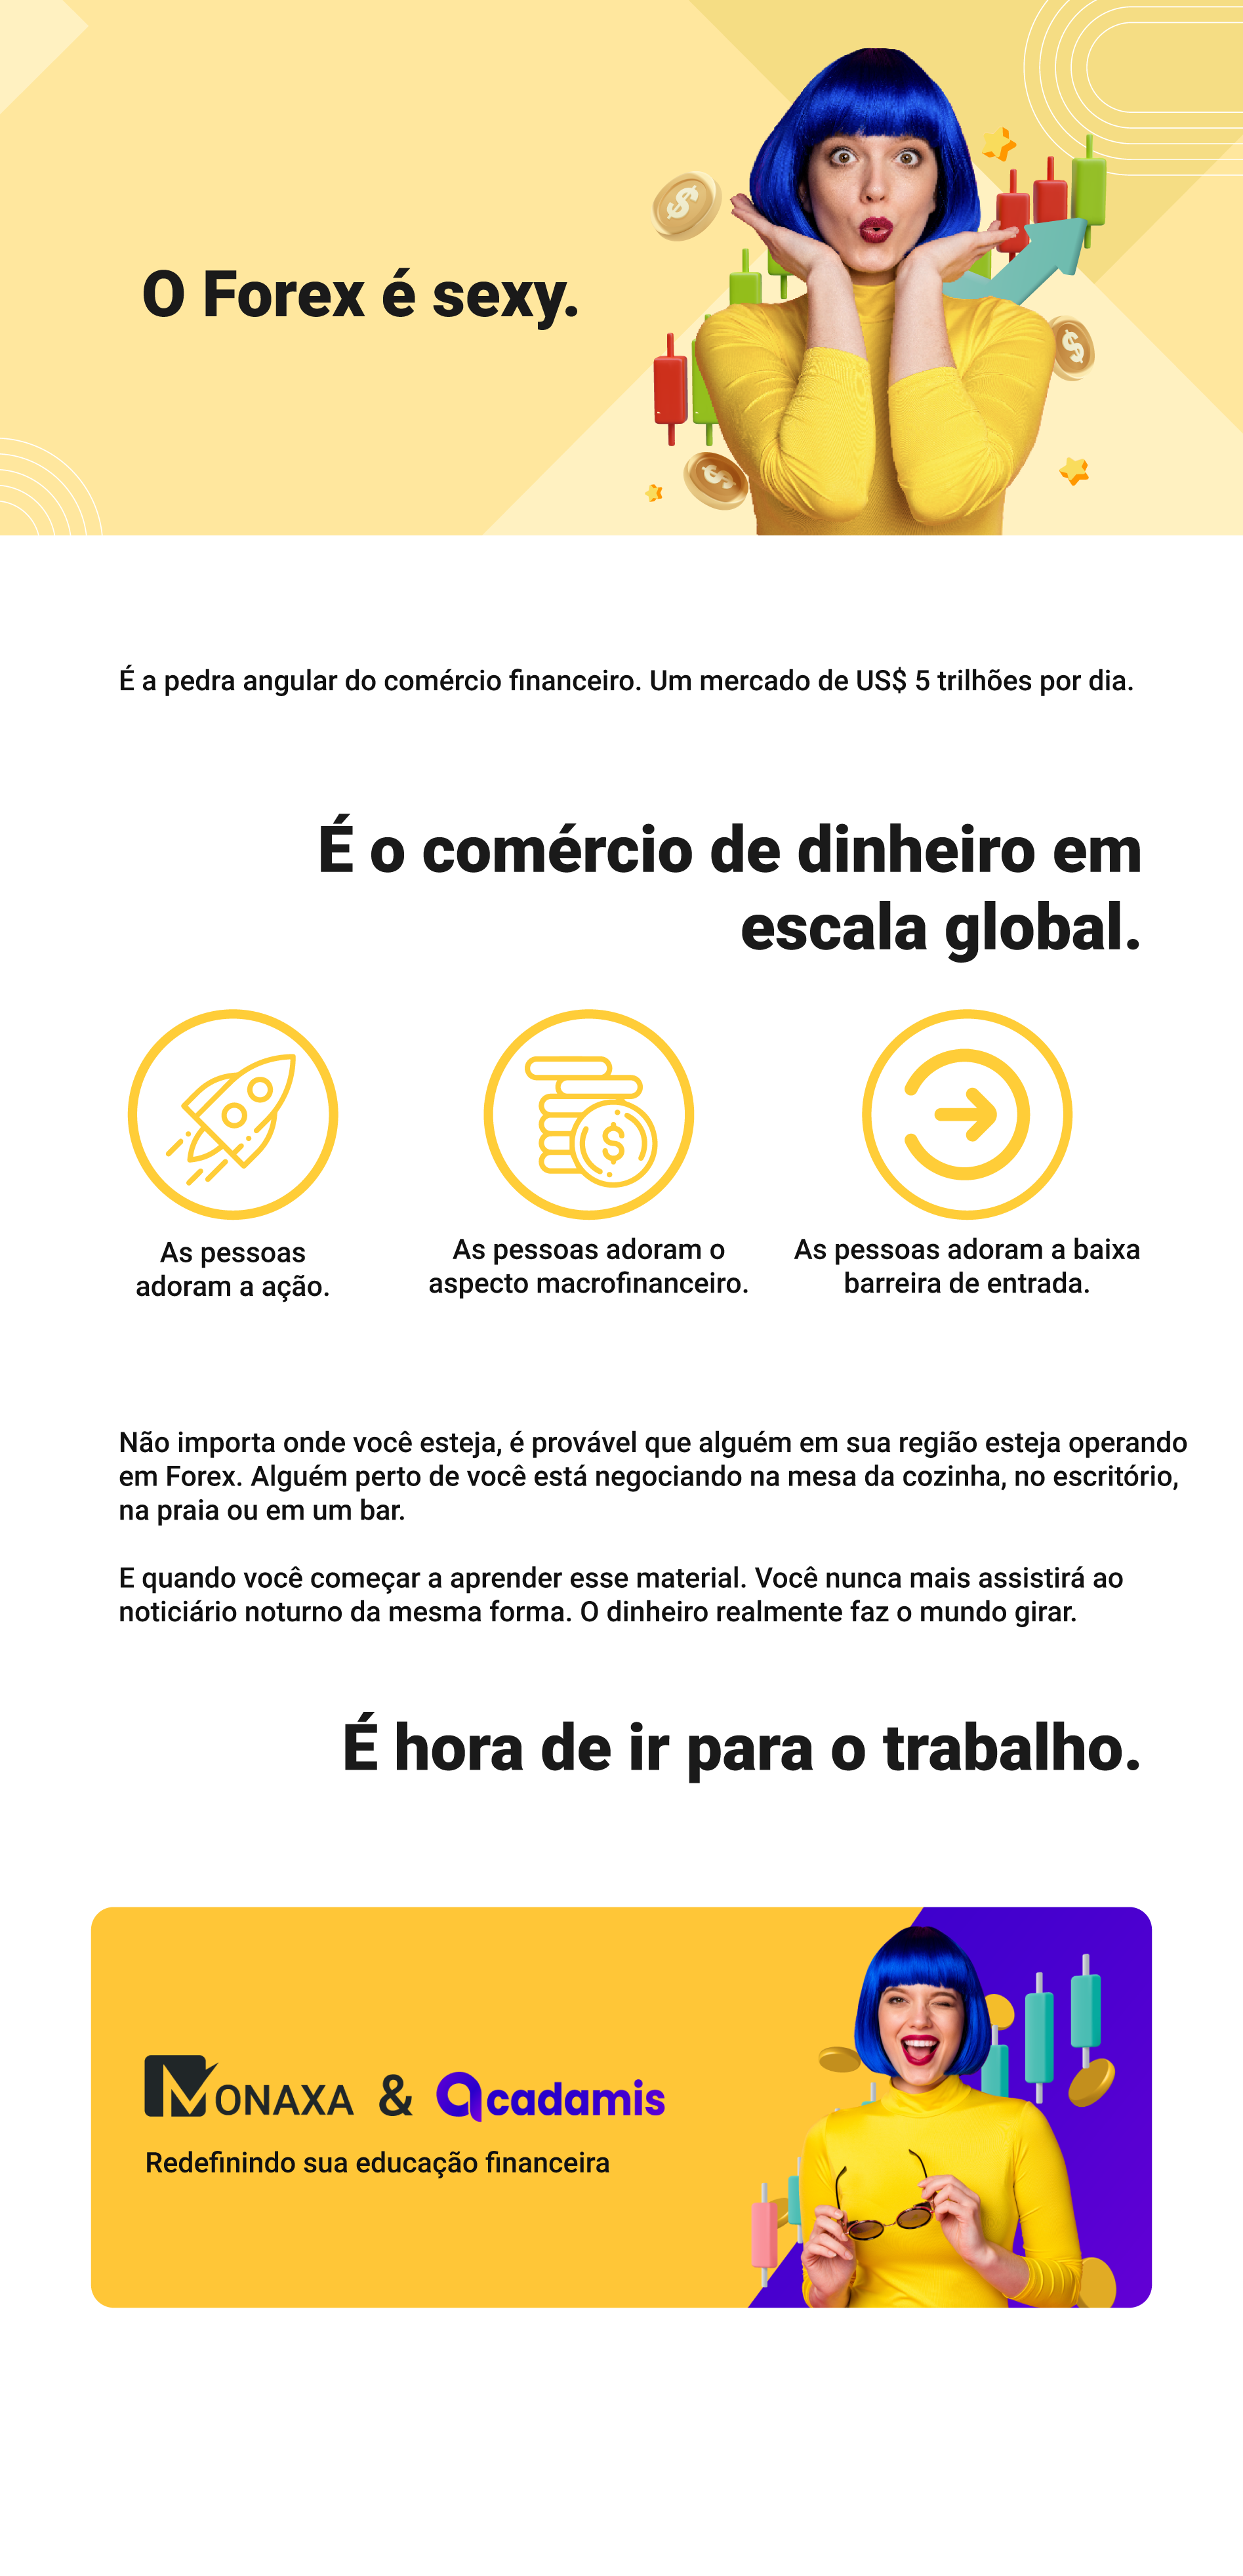 O Forex é sexy.
É a pedra angular do comércio financeiro. Um mercado de US$ 5 trilhões por dia.
É o comércio de dinheiro em
escala global.
As pessoas
adoram a ação.
As pessoas adoram o
aspecto macrofinanceiro.
As pessoas adoram a baixa
barreira de entrada.
Não importa onde você esteja, é provável que alguém em sua região esteja operando
em Forex. Alguém perto de você está negociando na mesa da cozinha, no escritório,
na praia ou em um bar.
E quando você começar a aprender esse material. Você nunca mais assistirá ao
noticiário noturno da mesma forma. O dinheiro realmente faz o mundo girar.
É hora de ir para o trabalho.
MONAXA & acadamis
Redefinindo sua educação financeira